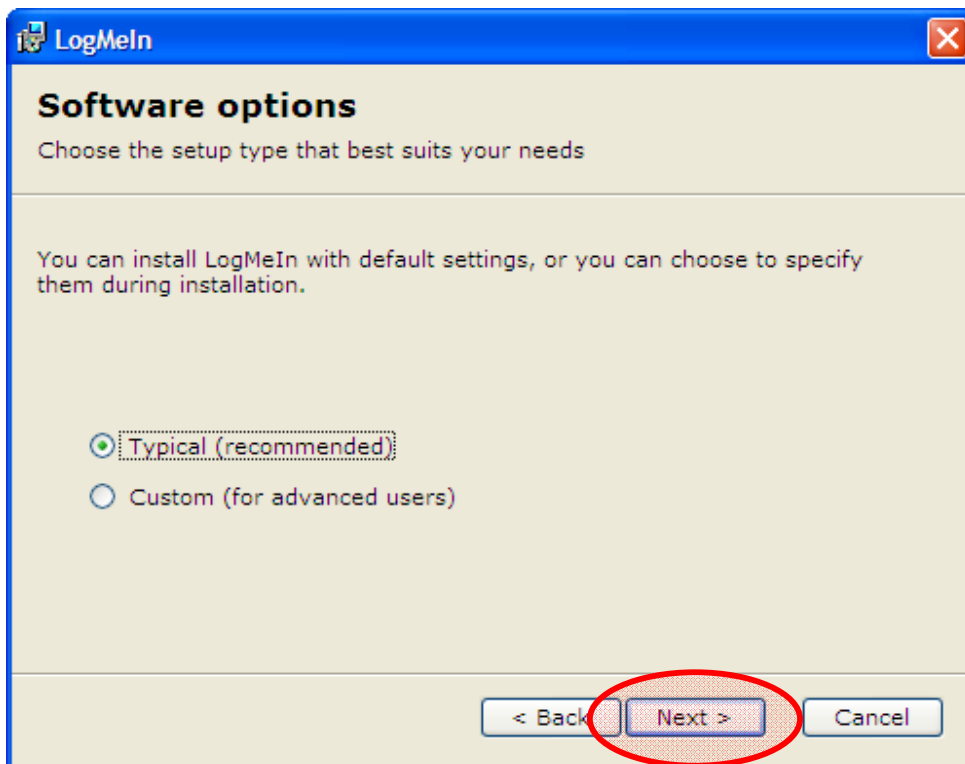 LogMeIn
Software options
Choose the setup type that best suits your needs
You can install LogMeIn with default settings, or you can choose to specify
them during installation.
Typical (recommended)
Custom (for advanced users)
< Back Next > Cancel